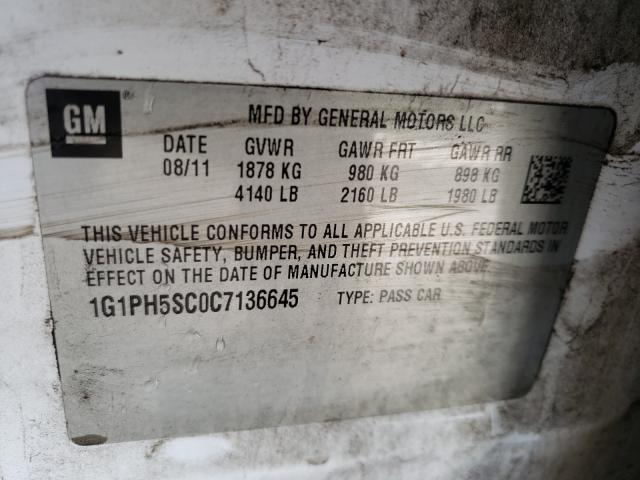 GM
®
MFD BY GENERAL MOTORS LLC
DATE GVWR GAWR FRT GAWR RR
08/11 1878 KG 980 KG 898 KG
4140 LB 2160 LB 1980 LB
THIS VEHICLE CONFORMS TO ALL APPLICABLE U.S. FEDERAL MOTOR
VEHICLE SAFETY, BUMPER, AND THEFT PREVENTION STANDARDS IN
EFFECT ON THE DATE OF MANUFACTURE SHOWN ABOVE.
1G1PH5SC0C7136645 TYPE: PASS CAR